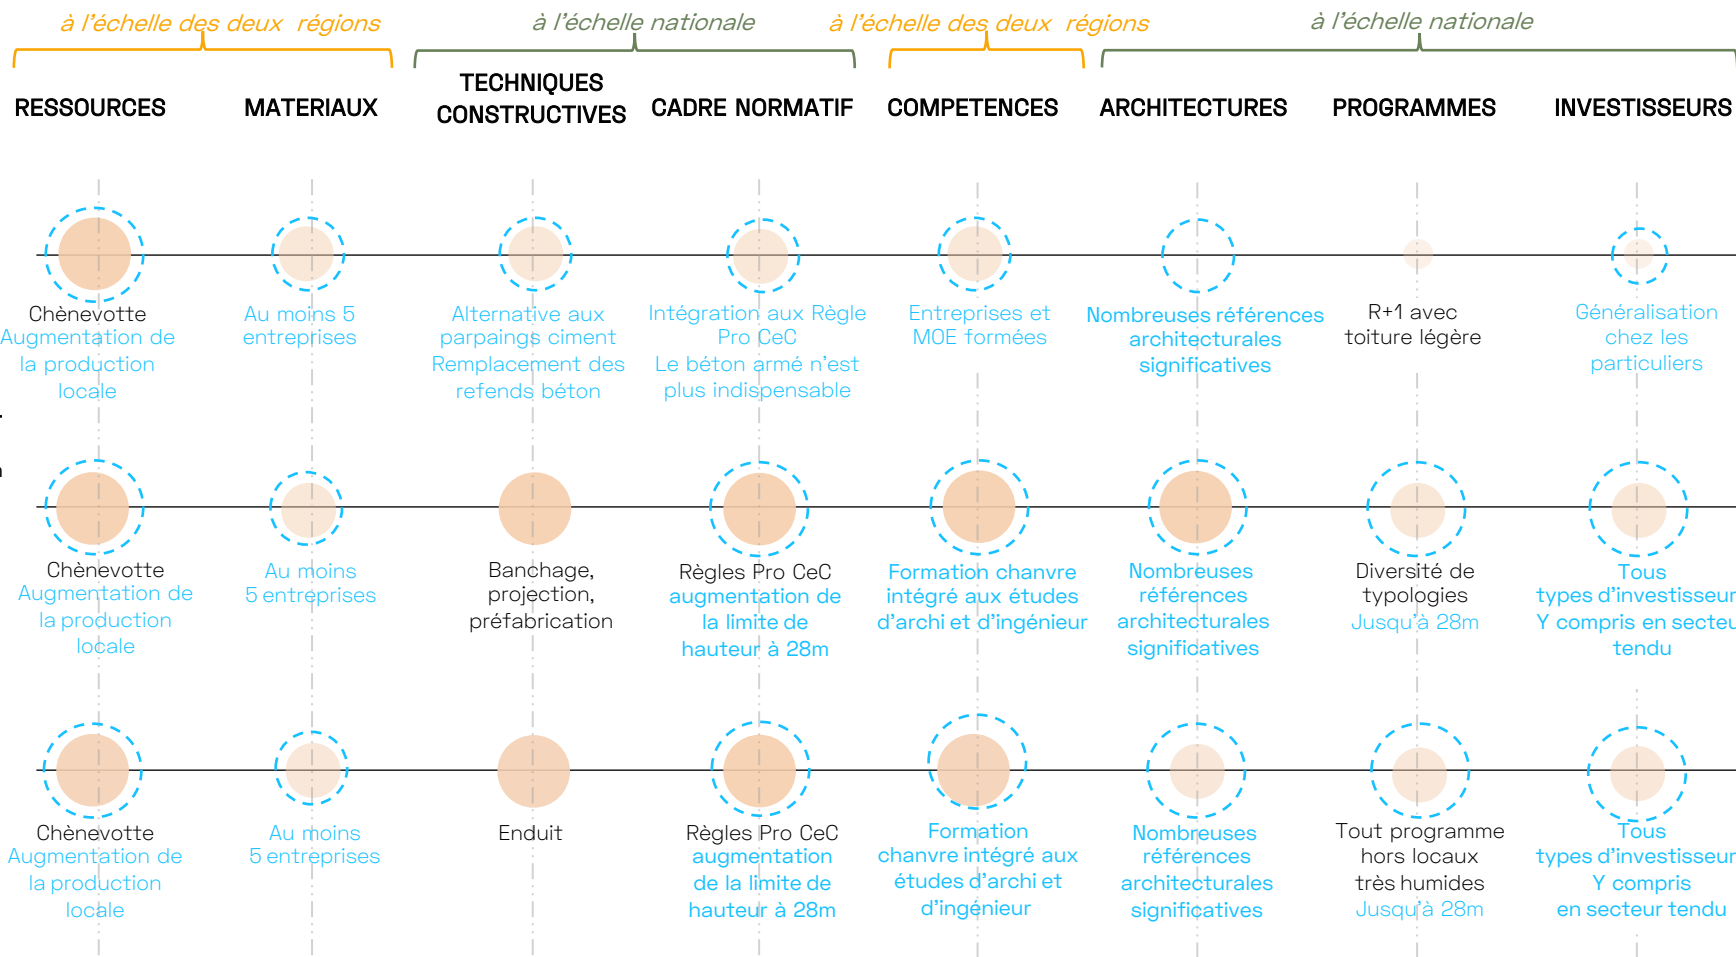 à l'échelle des deux régions
à l'échelle nationale
à l'échelle des deux régions
à l'échelle nationale
RESSOURCES
MATERIAUX
TECHNIQUES
CONSTRUCTIVES
CADRE NORMATIF
COMPETENCES
ARCHITECTURES
PROGRAMMES
INVESTISSEURS
Chènevotte
Augmentation de
la production
locale
Au moins 5
entreprises
Alternative aux
parpaings ciment
Remplacement des
refends béton
Intégration aux Règle
Pro CeC
Le béton armé n'est
plus indispensable
Entreprises et
MOE formées
Nombreuses références
architecturales
significatives
R+1 avec
toiture légère
Généralisation
chez les
particuliers
Chènevotte
Augmentation de
la production
locale
Au moins
5 entreprises
Banchage,
projection,
préfabrication
Règles Pro CeC
augmentation de
la limite de
hauteur à 28m
Formation chanvre
intégré aux études
d'archi et d'ingénieur
Nombreuses
références
architecturales
significatives
Diversité de
typologies
Jusqu'à 28m
Tous
types d'investisseur
Y compris en secteu
tendu
Chènevotte
Augmentation de
la production
locale
Au moins
5 entreprises
Enduit
Règles Pro CeC
augmentation
de la limite de
hauteur à 28m
Formation
chanvre intégré aux
études d'archi et
d'ingénieur
Nombreuses
références
architecturales
significatives
Tout programme
hors locaux
très humides
Jusqu'à 28m
Tous
types d'investisseur
Y compris
en secteur tendu